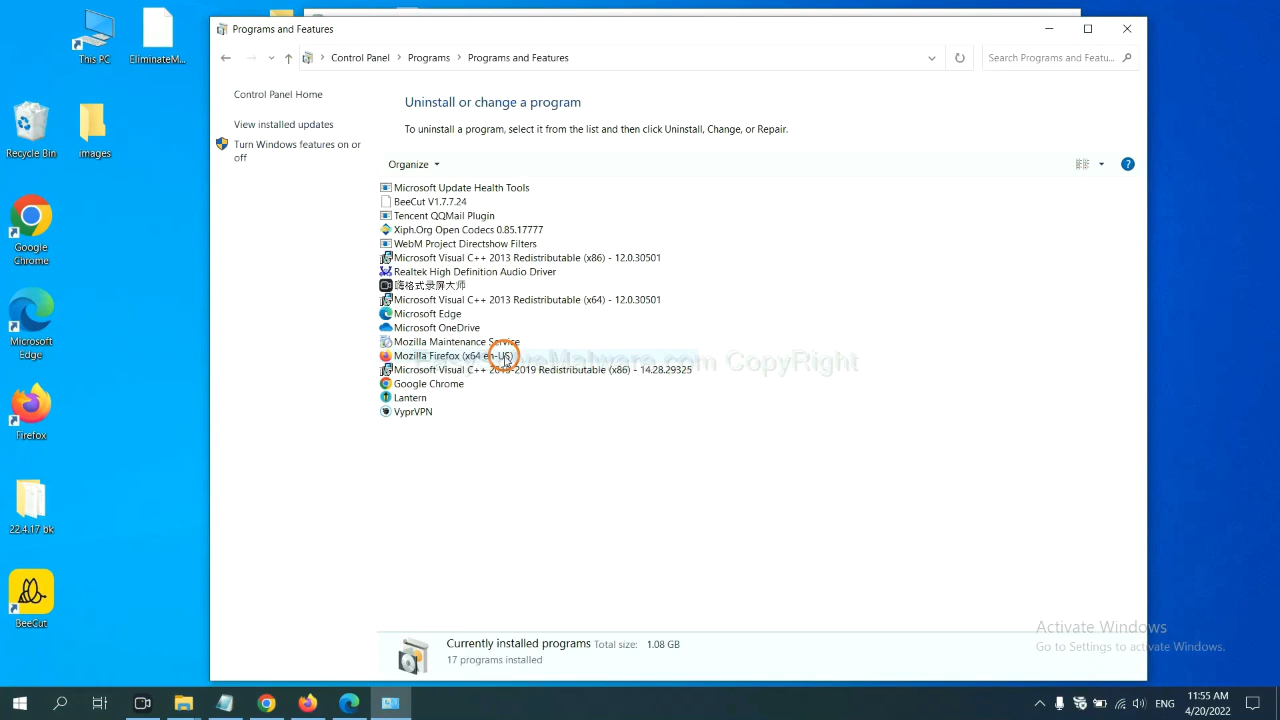 This PC
EliminateM...
Recycle Bin
images
Google
Chrome
Microsoft
Edge
Firefox
22.4.17 bk
BeeCut
Programs and Features
Control Panel
Programs
Programs and Features
Search Programs and Featu...
Control Panel Home
View installed updates
Turn Windows features on or
off
Uninstall or change a program
To uninstall a program, select it from the list and then click Uninstall, Change, or Repair.
Organize
Microsoft Update Health Tools
BeeCut V1.7.7.24
Tencent QQMail Plugin
Xiph.Org Open Codecs 0.85.17777
WebM Project Directshow Filters
Microsoft Visual C++ 2013 Redistributable (x86) - 12.0.30501
Realtek High Definition Audio Driver
嗨格式录屏大师
Microsoft Visual C++ 2013 Redistributable (x64) - 12.0.30501
Microsoft Edge
Microsoft OneDrive
Mozilla Maintenance Service
Mozilla Firefox (x64 en-US)
CopyRight
Microsoft Visual C++ 2015-2019 Redistributable (x86) - 14.28.29325
Google Chrome
Lantern
VyprVPN
Currently installed programs Total size: 1.08 GB
17 programs installed
Activate Windows
Go to Settings to activate Windows.
ENG
11:55 AM
4/20/2022